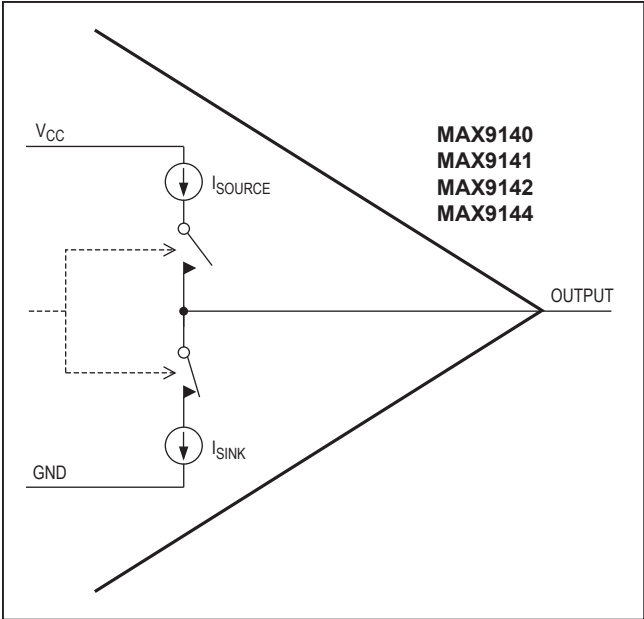 MAX9140
MAX9141
MAX9142
MAX9144
VCC
ISOURCE
OUTPUT
ISINK
GND